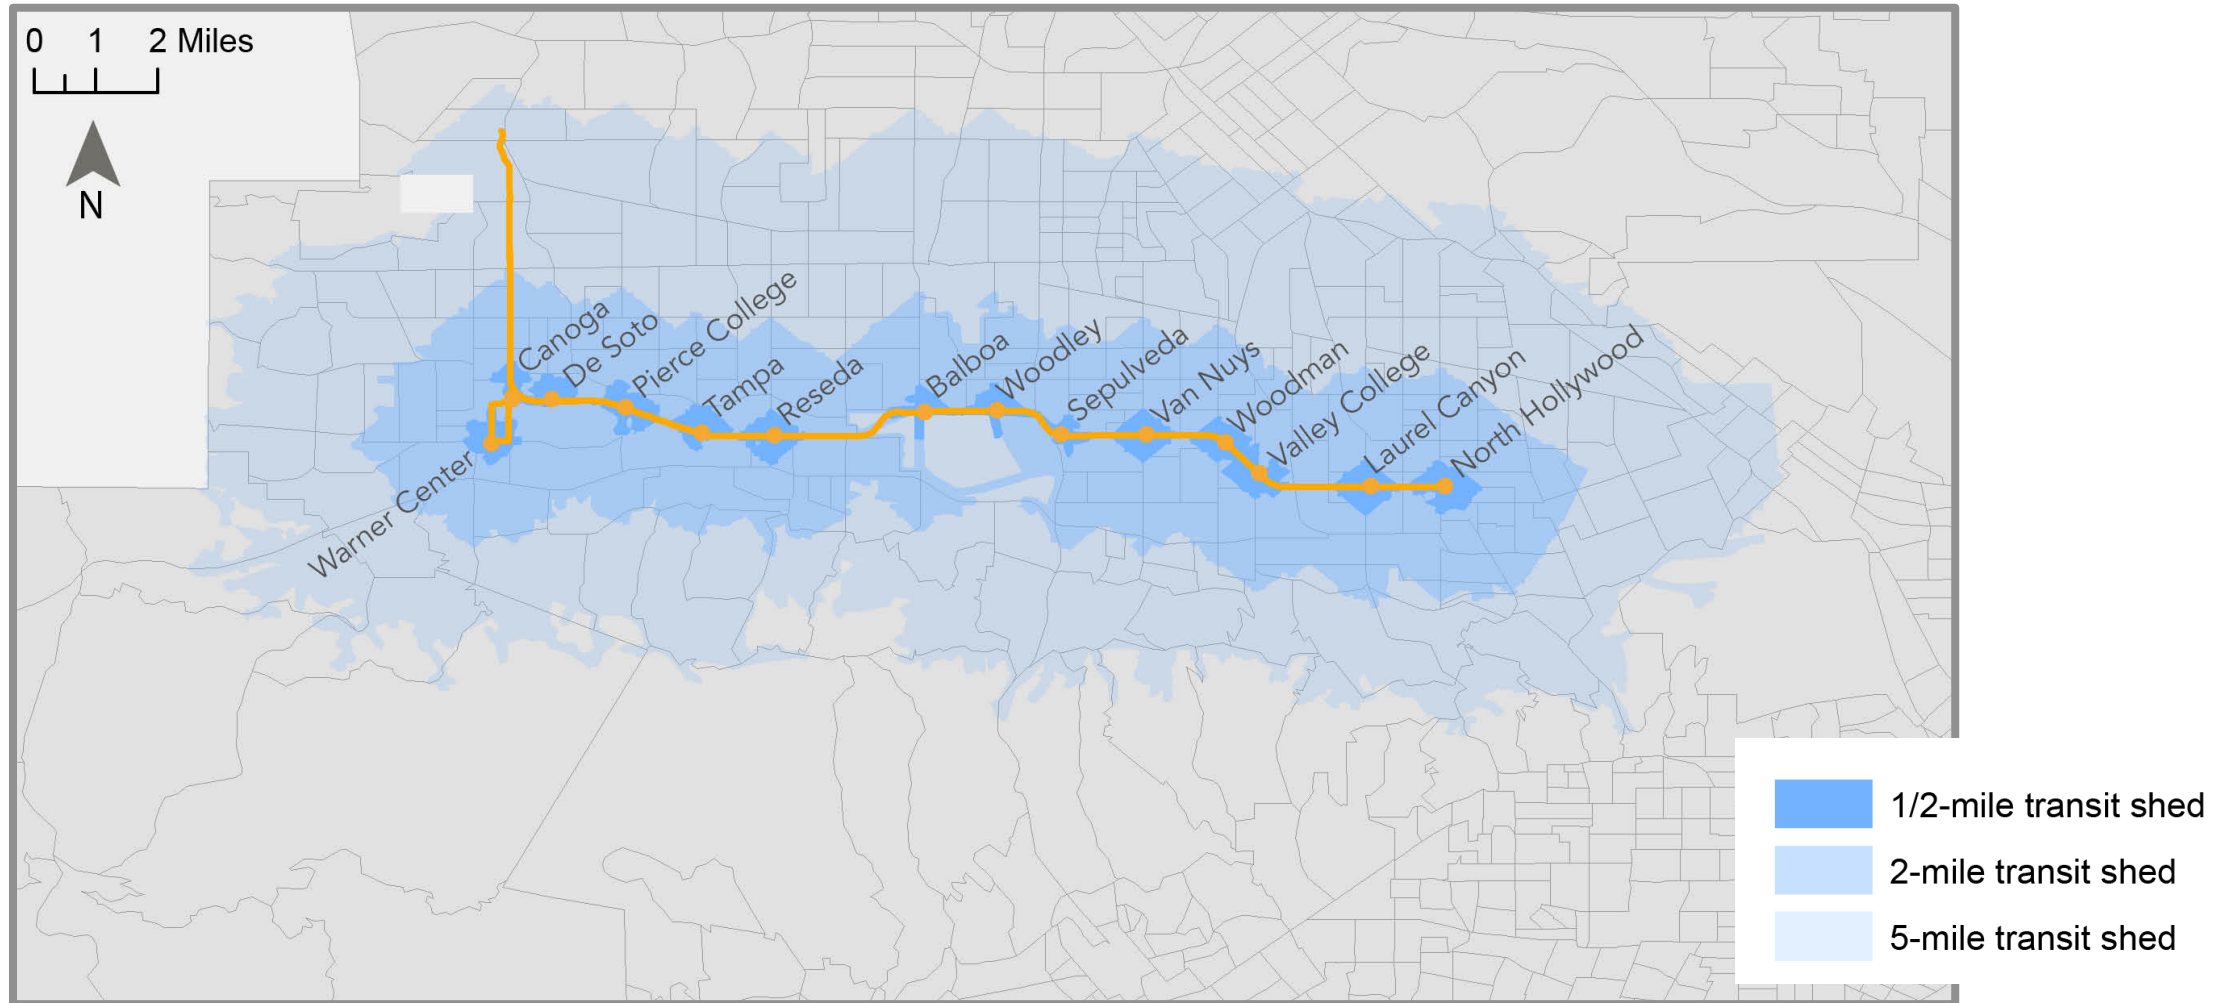 0 1 2 Miles
N
Canoga
De Soto
Pierce College
Tampa
Reseda
Balboa
Woodley
Sepulveda
Van Nuys
Woodman
Valley College
Laurel Canyon
North Hollywood
Warner Center
1/2-mile transit shed
2-mile transit shed
5-mile transit shed